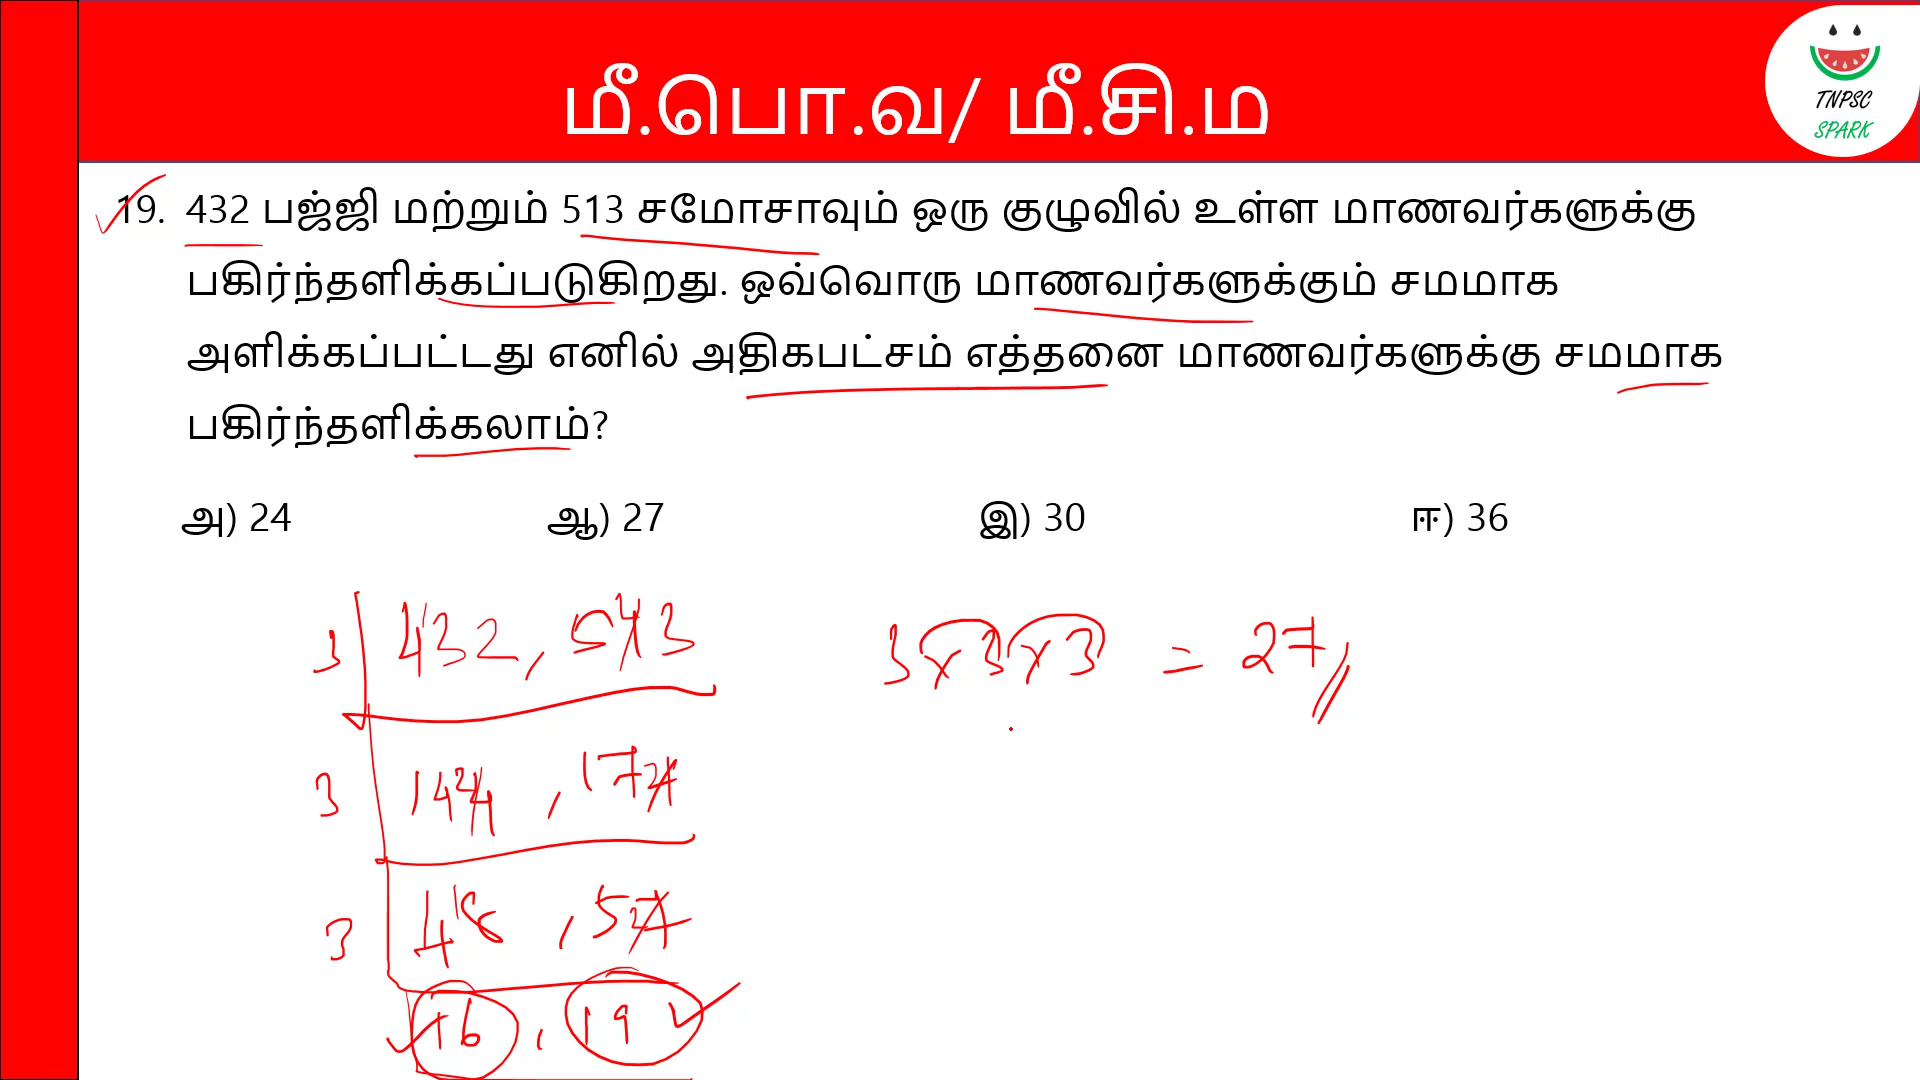 மீ.பொ.வ/ மீ.சி.ம
TNPSC
SPARK
19. 432 பஜ்ஜி மற்றும் 513 சமோசாவும் ஒரு குழுவில் உள்ள மாணவர்களுக்கு
பகிர்ந்தளிக்கப்படுகிறது. ஒவ்வொரு மாணவர்களுக்கும் சமமாக
அளிக்கப்பட்டது எனில் அதிகபட்சம் எத்தனை மாணவர்களுக்கு சமமாக
பகிர்ந்தளிக்கலாம்?
அ) 24 ஆ) 27 இ) 30 ஈ) 36
3 432, 513
3 144, 171
3 48, 57
16, 19
3 x 3 x 3 = 27